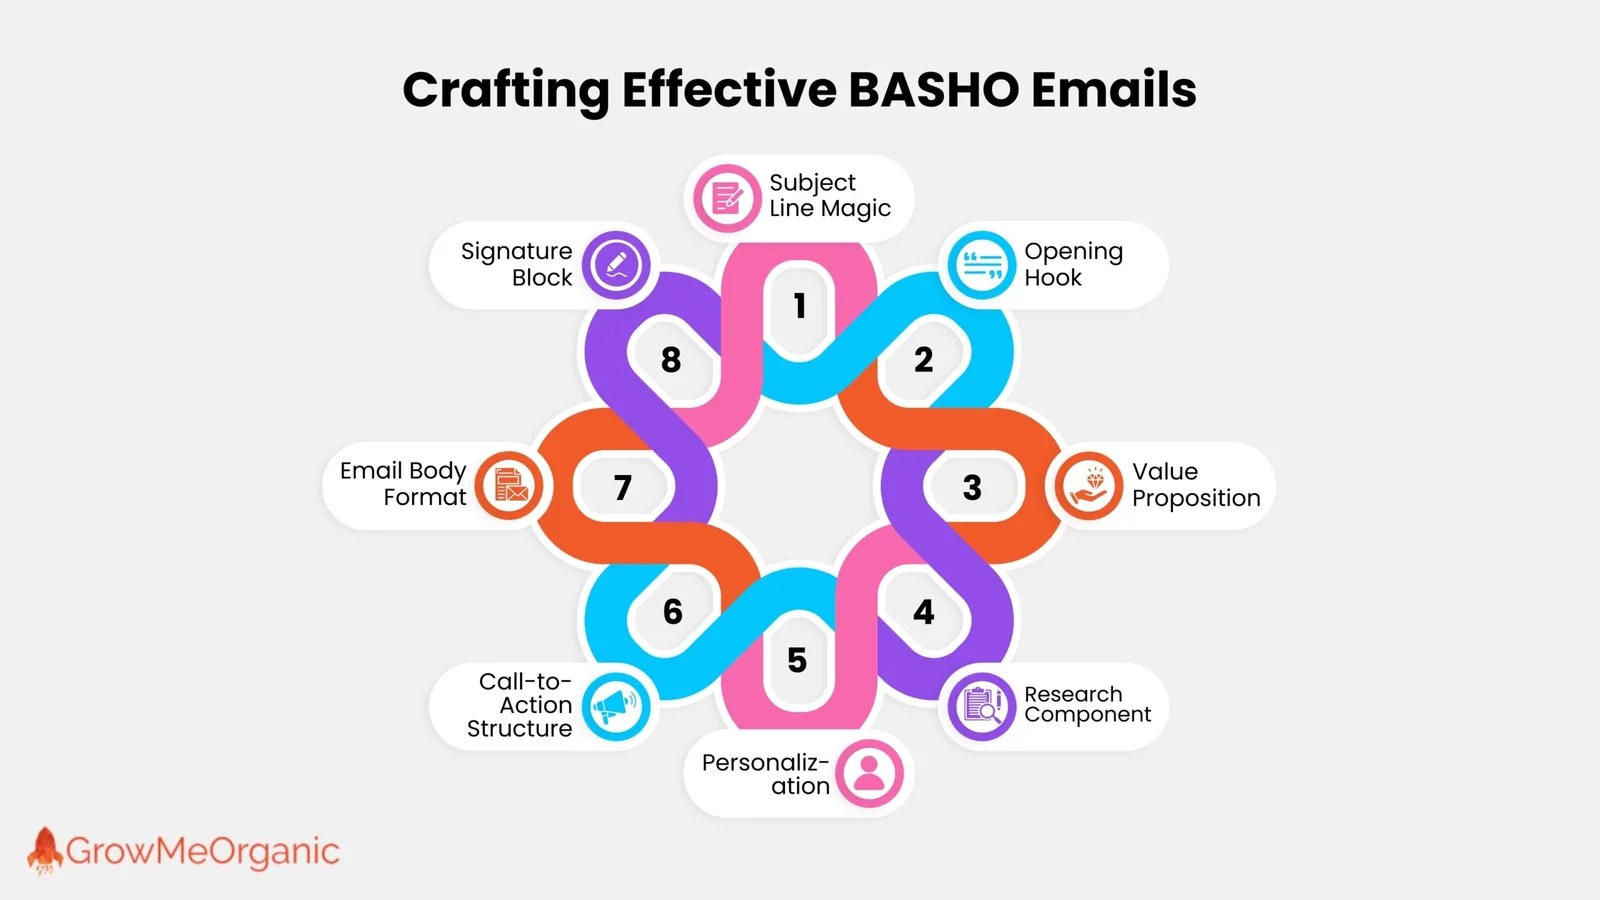 Crafting Effective BASHO Emails
Subject
Line Magic
Opening
Hook
Value
Proposition
Research
Component
Personaliz-
ation
Call-to-
Action
Structure
Email Body
Format
Signature
Block
1
2
3
4
5
6
7
8
GrowMeOrganic